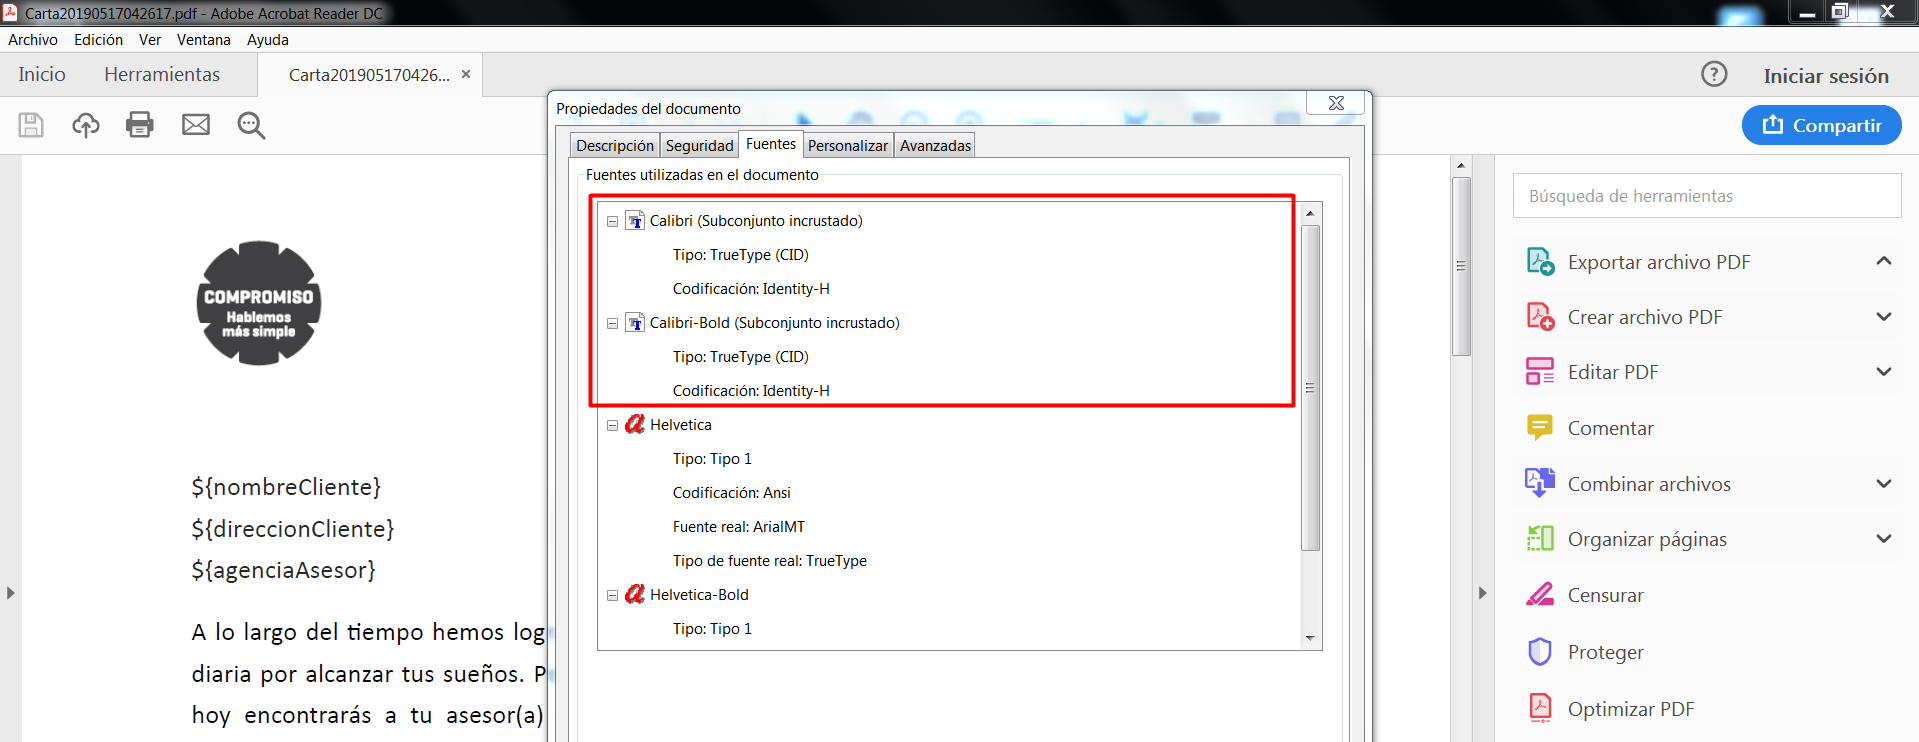 Carta20190517042617.pdf - Adobe Acrobat Reader DC
Archivo Edición Ver Ventana Ayuda
Inicio Herramientas Carta201905170426... ×
? Iniciar sesión
Compartir
Propiedades del documento
Descripción Seguridad Fuentes Personalizar Avanzadas
Fuentes utilizadas en el documento
Calibri (Subconjunto incrustado)
Tipo: TrueType (CID)
Codificación: Identity-H
Calibri-Bold (Subconjunto incrustado)
Tipo: TrueType (CID)
Codificación: Identity-H
Helvetica
Tipo: Tipo 1
Codificación: Ansi
Fuente real: ArialMT
Tipo de fuente real: TrueType
Helvetica-Bold
Tipo: Tipo 1
COMPROMISO
Hablemos
más simple
${nombreCliente}
${direccionCliente}
${agenciaAsesor}
A lo largo del tiempo hemos log
diaria por alcanzar tus sueños. P
hoy encontrarás a tu asesor(a)
Búsqueda de herramientas
Exportar archivo PDF
Crear archivo PDF
Editar PDF
Comentar
Combinar archivos
Organizar páginas
Censurar
Proteger
Optimizar PDF